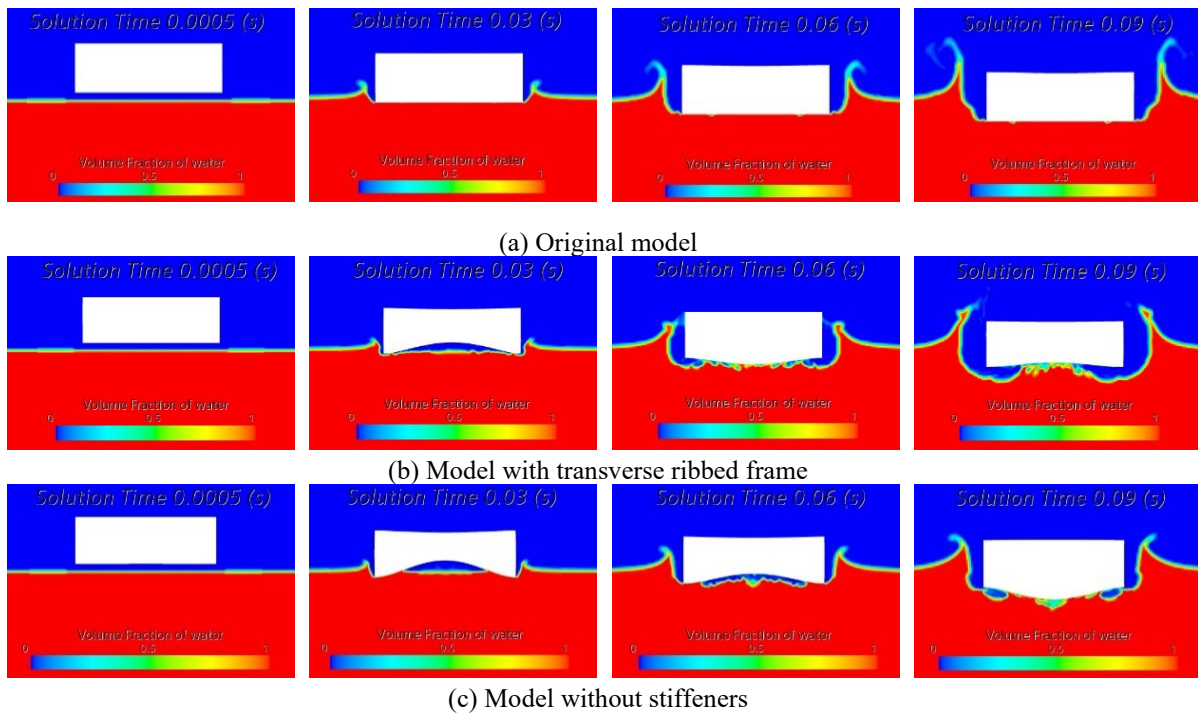 Solution Time 0.0005 (s)
Solution Time 0.03 (s)
Solution Time 0.06 (s)
Solution Time 0.09 (s)
Volume Fraction of water
0 0.5 1
Volume Fraction of water
0 0.5 1
Volume Fraction of water
0 0.5 1
Volume Fraction of water
0 0.5 1
(a) Original model
Solution Time 0.0005 (s)
Solution Time 0.03 (s)
Solution Time 0.06 (s)
Solution Time 0.09 (s)
Volume Fraction of water
0 0.5 1
Volume Fraction of water
0 0.5 1
Volume Fraction of water
0 0.5 1
Volume Fraction of water
0 0.5 1
(b) Model with transverse ribbed frame
Solution Time 0.0005 (s)
Solution Time 0.03 (s)
Solution Time 0.06 (s)
Solution Time 0.09 (s)
Volume Fraction of water
0 0.5 1
Volume Fraction of water
0 0.5 1
Volume Fraction of water
0 0.5 1
Volume Fraction of water
0 0.5 1
(c) Model without stiffeners